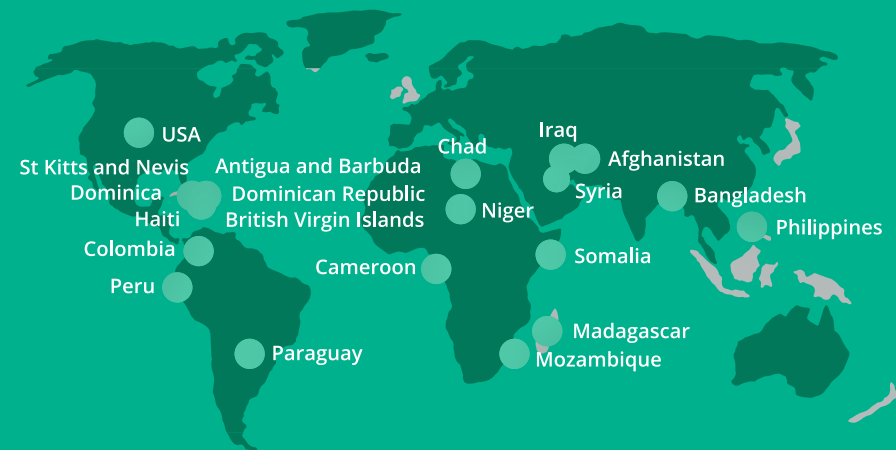 USA
St Kitts and Nevis
Dominica
Haiti
Antigua and Barbuda
Dominican Republic
British Virgin Islands
Colombia
Peru
Paraguay
Chad
Niger
Cameroon
Iraq
Afghanistan
Syria
Bangladesh
Philippines
Somalia
Madagascar
Mozambique